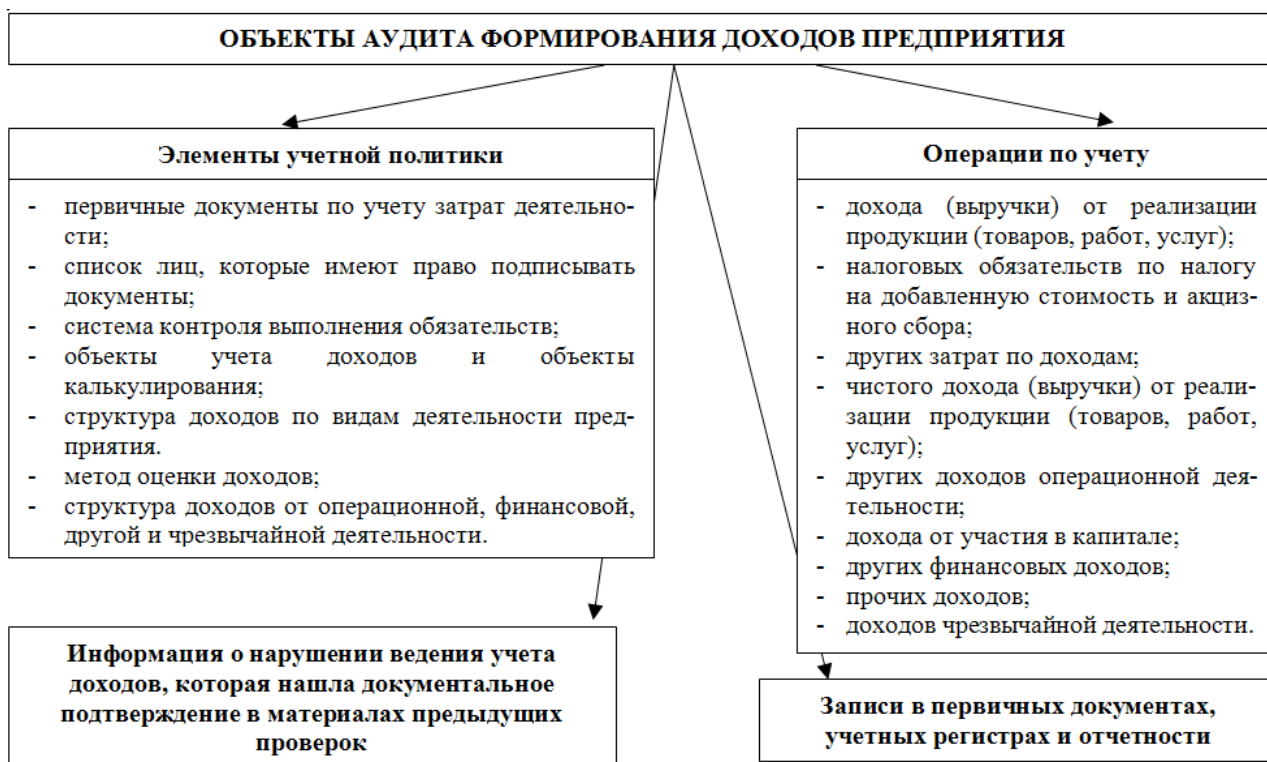 ОБЪЕКТЫ АУДИТА ФОРМИРОВАНИЯ ДОХОДОВ ПРЕДПРИЯТИЯ
Элементы учетной политики
- первичные документы по учету затрат деятельно-
сти;
- список лиц, которые имеют право подписывать
документы;
- система контроля выполнения обязательств;
- объекты учета доходов и объекты
калькулирования;
- структура доходов по видам деятельности пред-
приятия.
- метод оценки доходов;
- структура доходов от операционной, финансовой,
другой и чрезвычайной деятельности.
Операции по учету
- дохода (выручки) от реализации
продукции (товаров, работ, услуг);
- налоговых обязательств по налогу
на добавленную стоимость и акциз-
ного сбора;
- других затрат по доходам;
- чистого дохода (выручки) от реали-
зации продукции (товаров, работ,
услуг);
- других доходов операционной дея-
тельности;
- дохода от участия в капитале;
- других финансовых доходов;
- прочих доходов;
- доходов чрезвычайной деятельности.
Информация о нарушении ведения учета
доходов, которая нашла документальное
подтверждение в материалах предыдущих
проверок
Записи в первичных документах,
учетных регистрах и отчетности